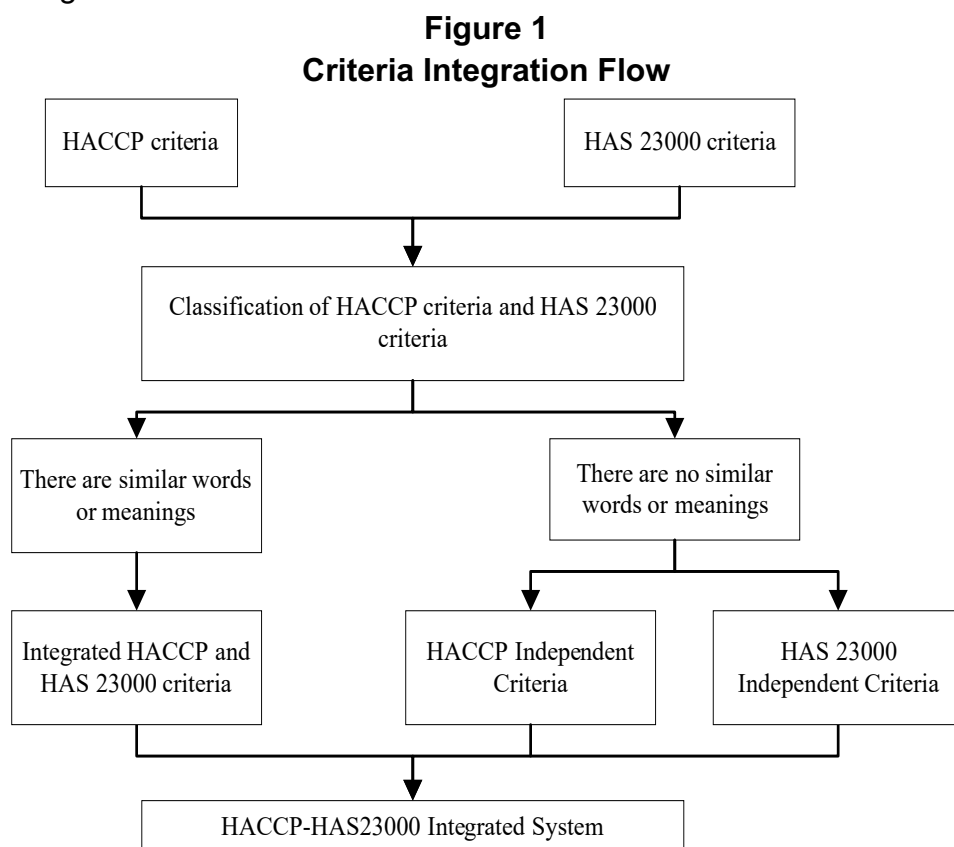 Figure 1
Criteria Integration Flow
HACCP criteria
HAS 23000 criteria
Classification of HACCP criteria and HAS 23000
criteria
There are similar words
or meanings
There are no similar
words or meanings
Integrated HACCP and
HAS 23000 criteria
HACCP Independent
Criteria
HAS 23000
Independent Criteria
HACCP-HAS23000 Integrated System